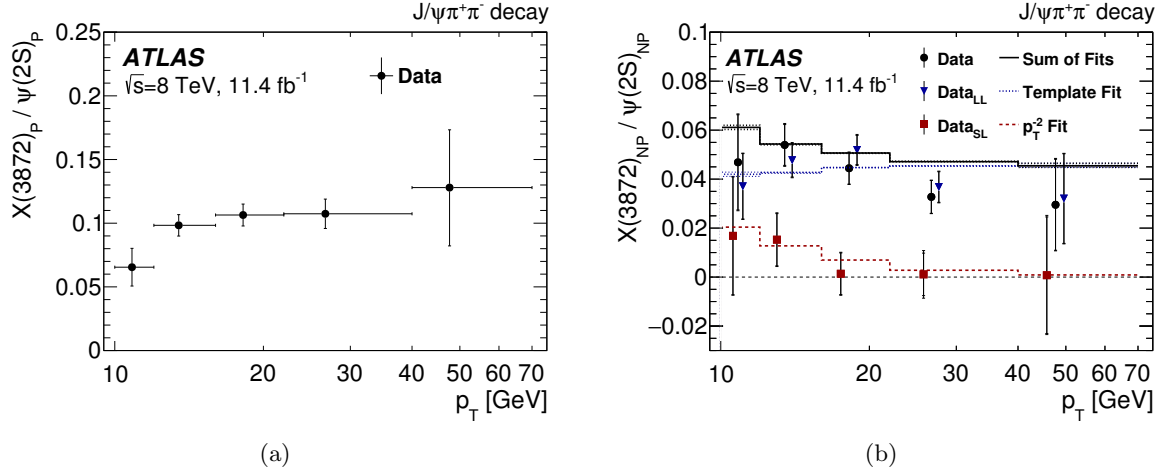 J/ψπ⁺π⁻ decay
X(3872)_P / ψ(2S)_P
ATLAS
√s=8 TeV, 11.4 fb⁻¹
Data
0.25
0.2
0.15
0.1
0.05
0
10 20 30 40 50 60 70
p_T [GeV]
(a)
J/ψπ⁺π⁻ decay
X(3872)_NP / ψ(2S)_NP
ATLAS
√s=8 TeV, 11.4 fb⁻¹
Data
Data_LL
Data_SL
Sum of Fits
Template Fit
p_T⁻² Fit
0.1
0.08
0.06
0.04
0.02
0
−0.02
10 20 30 40 50 60 70
p_T [GeV]
(b)